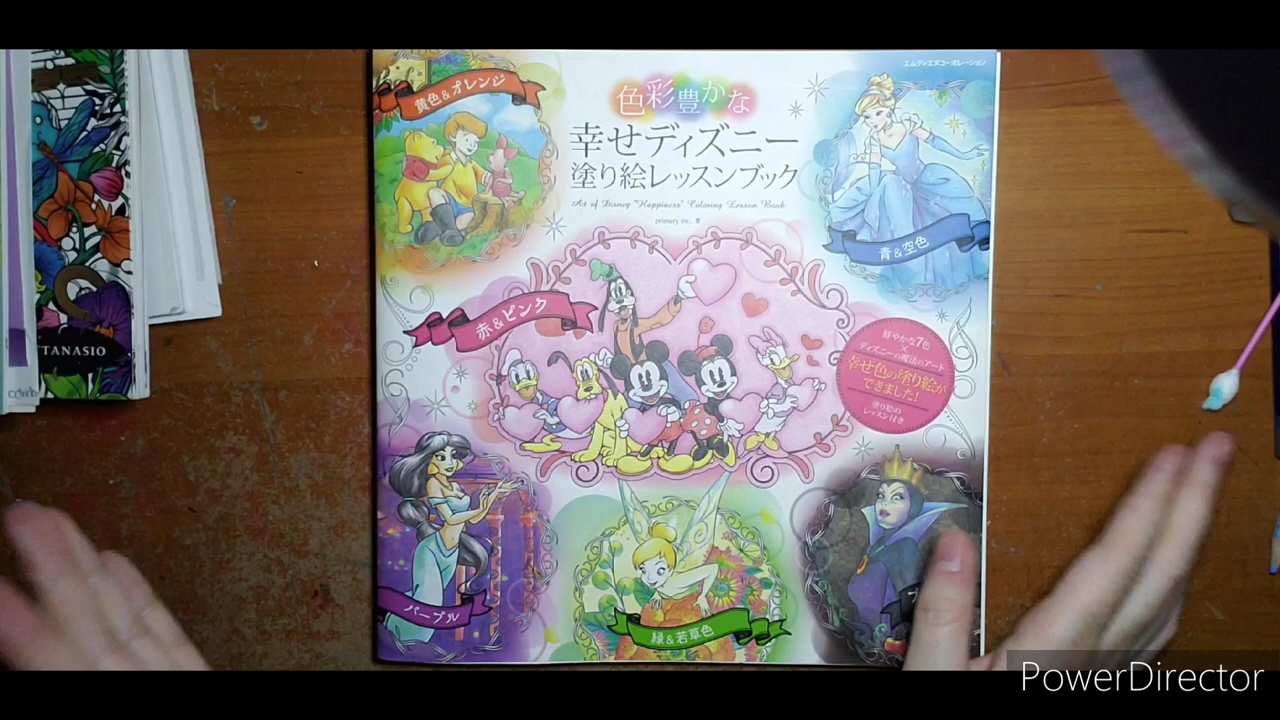 エムディエヌコーポレーション
黄色&オレンジ
色彩豊かな
幸せディズニー
塗り絵レッスンブック
Art of Disney "Happiness" Coloring Lesson Book
primary inc., 著
青&空色
赤&ピンク
鮮やかな7色
×
ディズニーの魔法のアート
幸せ色の塗り絵が
できました!
塗り絵の
レッスン付き
TTANASIO
パープル
緑&若草色
PowerDirector